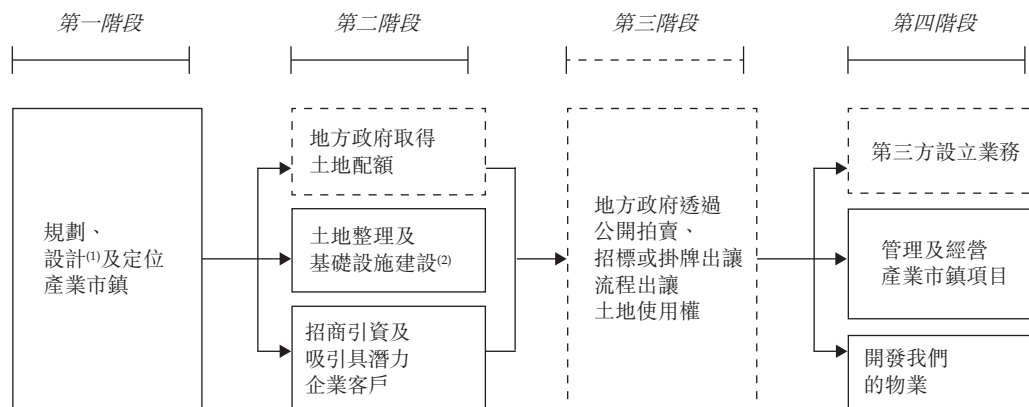 第一階段
第二階段
第三階段
第四階段
規劃、
設計(1)及定位
產業市鎮
地方政府取得
土地配額
土地整理及
基礎設施建設(2)
招商引資及
吸引具潛力
企業客戶
地方政府透過
公開拍賣、
招標或掛牌出讓
流程出讓
土地使用權
第三方設立業務
管理及經營
產業市鎮項目
開發我們
的物業